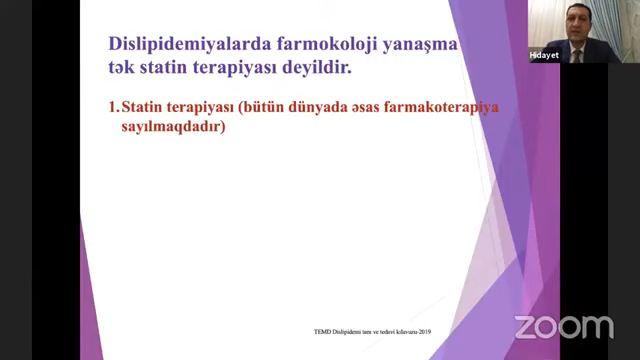 Dislipidemiyalarda farmokoloji yanaşma
tək statin terapiyası deyildir.
1.Statin terapiyası (bütün dünyada əsas farmakoterapiya
sayılmaqdadır)
TEMD Dislipidemi tanı ve tedavi kılavuzu-2019
Hidayet
zoom